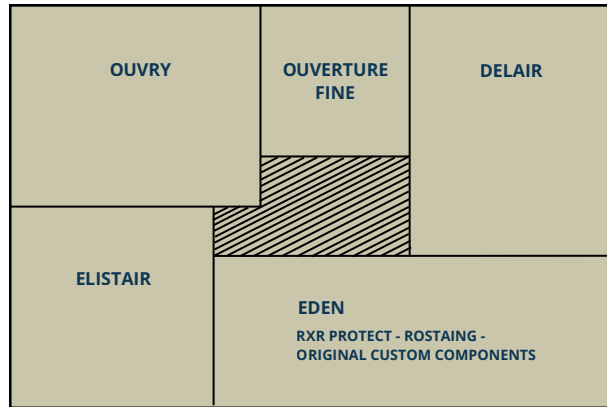 OUVRY
OUVERTURE
FINE
DELAIR
ELISTAIR
EDEN
RXR PROTECT - ROSTAING -
ORIGINAL CUSTOM COMPONENTS